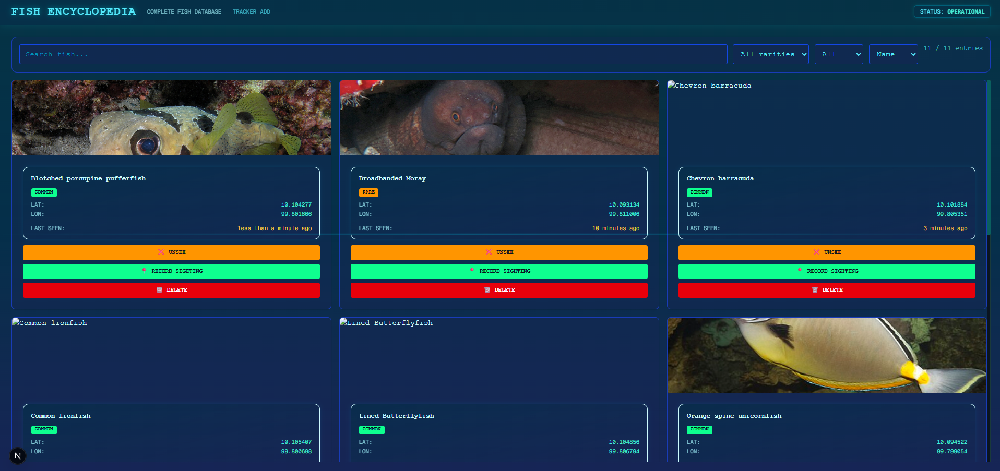 FISH ENCYCLOPEDIA COMPLETE FISH DATABASE TRACKER ADD STATUS: OPERATIONAL
Search fish... All rarities All Name 11 / 11 entries
Chevron barracuda
Blotched porcupine pufferfish
COMMON
LAT: 10.104277
LON: 99.801666
LAST SEEN: less than a minute ago
❌ UNSEE
📍 RECORD SIGHTING
🗑️ DELETE
Broadbanded Moray
RARE
LAT: 10.093134
LON: 99.811006
LAST SEEN: 10 minutes ago
❌ UNSEE
📍 RECORD SIGHTING
🗑️ DELETE
Chevron barracuda
COMMON
LAT: 10.101884
LON: 99.805351
LAST SEEN: 3 minutes ago
❌ UNSEE
📍 RECORD SIGHTING
🗑️ DELETE
Common lionfish
Common lionfish
COMMON
LAT: 10.105407
LON: 99.800698
Lined Butterflyfish
Lined Butterflyfish
COMMON
LAT: 10.104856
LON: 99.806794
Orange-spine unicornfish
COMMON
LAT: 10.094522
LON: 99.799054
N